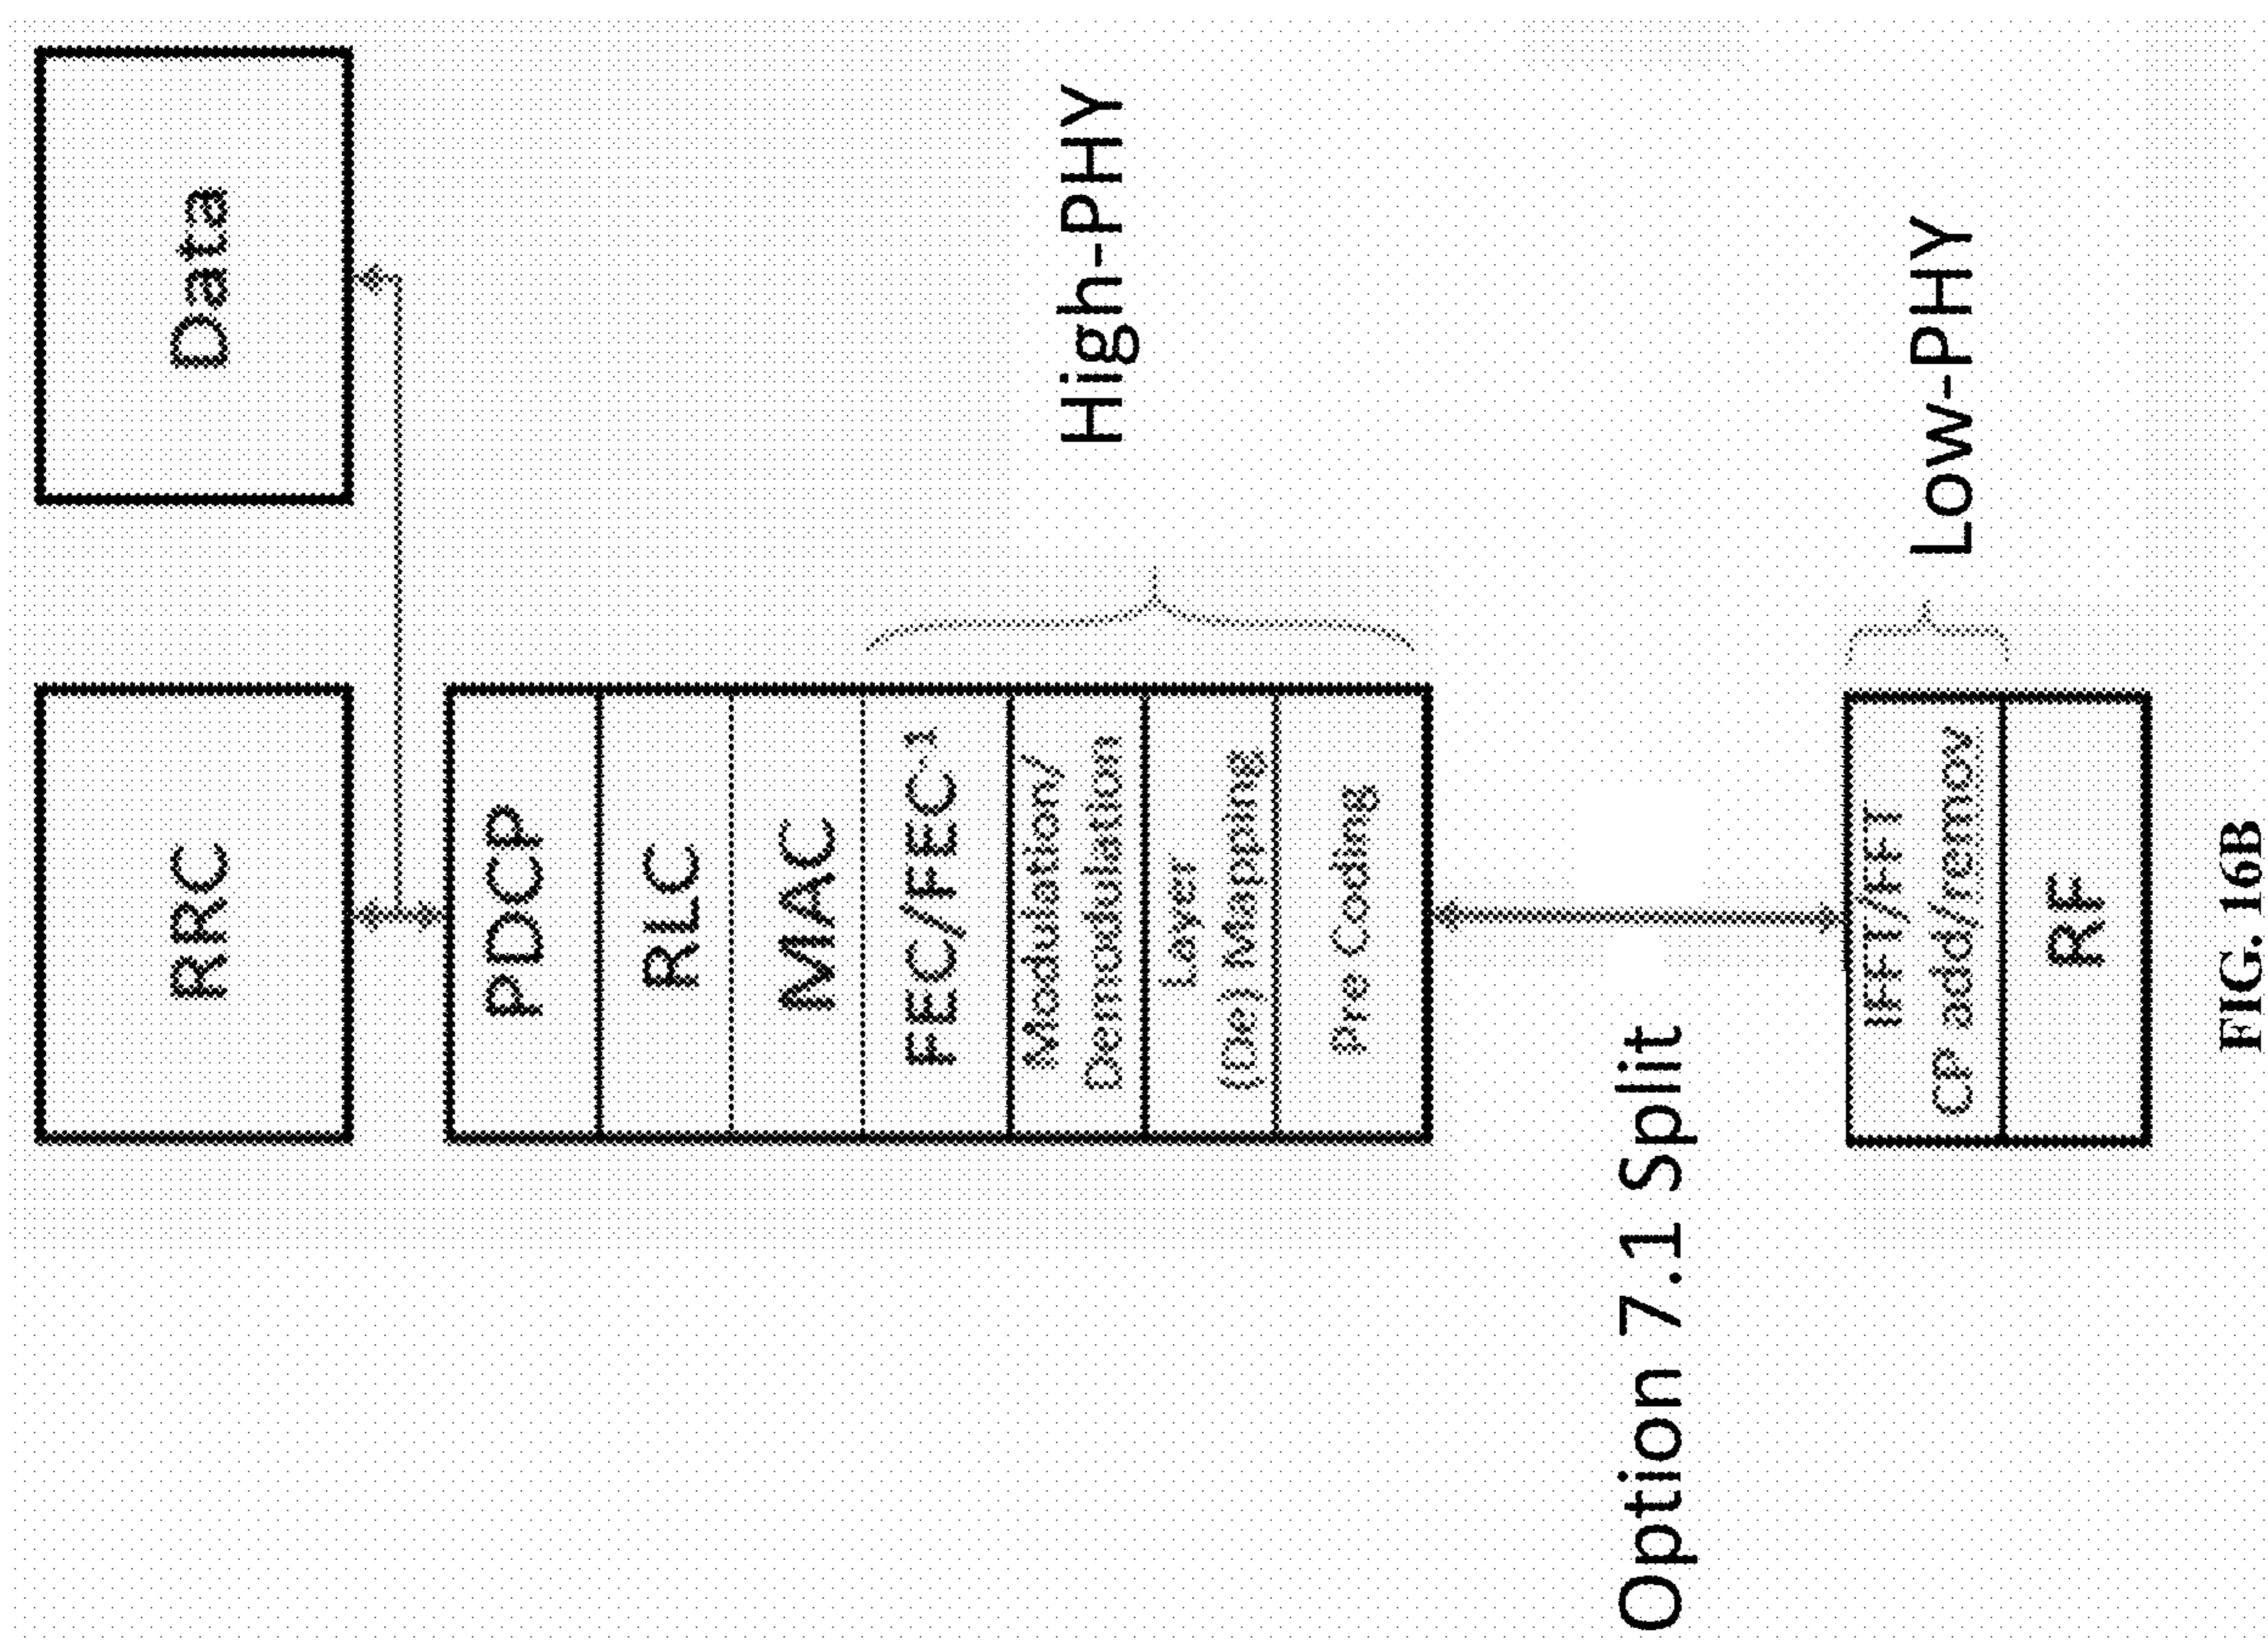 RRC
Data
PDCP
RLC
MAC
FEC/FEC-1
Modulation/
Demodulation
Layer
(De) Mapping
Pre Coding
High-PHY
Option 7.1 Split
IFFT/FFT
CP add/remov
Low-PHY
RF
FIG. 16B